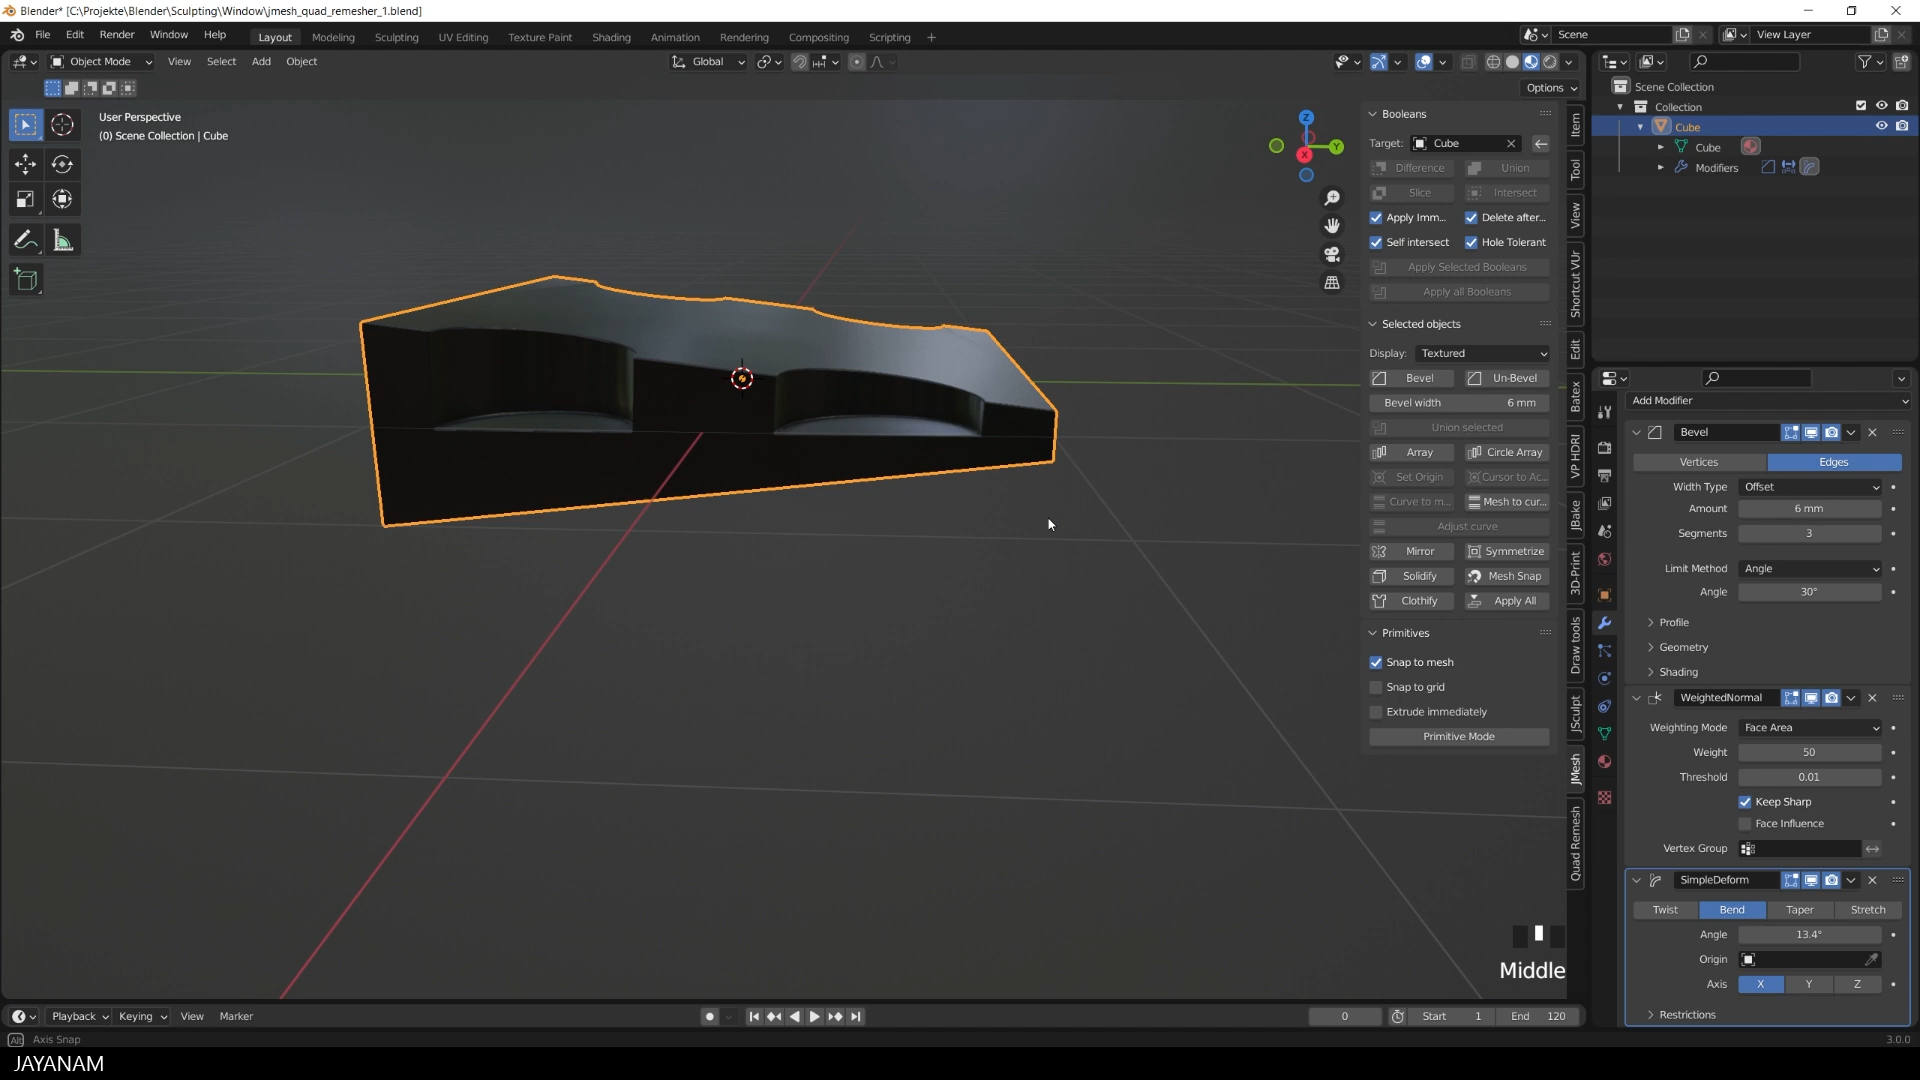 Blender* [C:\Projekte\Blender\Sculpting\Window\jmesh_quad_remesher_1.blend]
File Edit Render Window Help Layout Modeling Sculpting UV Editing Texture Paint Shading Animation Rendering Compositing Scripting + Scene View Layer
Object Mode View Select Add Object Global
Options
User Perspective
(0) Scene Collection | Cube
Scene Collection
Collection
Cube
Cube
Modifiers
Booleans
Target: Cube
Difference Union
Slice Intersect
Apply Imm... Delete after...
Self intersect Hole Tolerant
Apply Selected Booleans
Apply all Booleans
Selected objects
Display: Textured
Bevel Un-Bevel
Bevel width 6 mm
Union selected
Array Circle Array
Set Origin Cursor to Ac...
Curve to m... Mesh to cur...
Adjust curve
Mirror Symmetrize
Solidify Mesh Snap
Clothify Apply All
Primitives
Snap to mesh
Snap to grid
Extrude immediately
Primitive Mode
Item
Tool
View
Shortcut VUr
Edit
Batex
VP HDRI
JBake
3D-Print
Draw tools
JSculpt
JMesh
Quad Remesh
Add Modifier
Bevel
Vertices Edges
Width Type Offset
Amount 6 mm
Segments 3
Limit Method Angle
Angle 30°
Profile
Geometry
Shading
WeightedNormal
Weighting Mode Face Area
Weight 50
Threshold 0.01
Keep Sharp
Face Influence
Vertex Group
SimpleDeform
Twist Bend Taper Stretch
Angle 13.4°
Origin
Axis X Y Z
Restrictions
Z
Y
X
Middle
Playback Keying View Marker 0 Start 1 End 120
Alt Axis Snap 3.0.0
JAYANAM